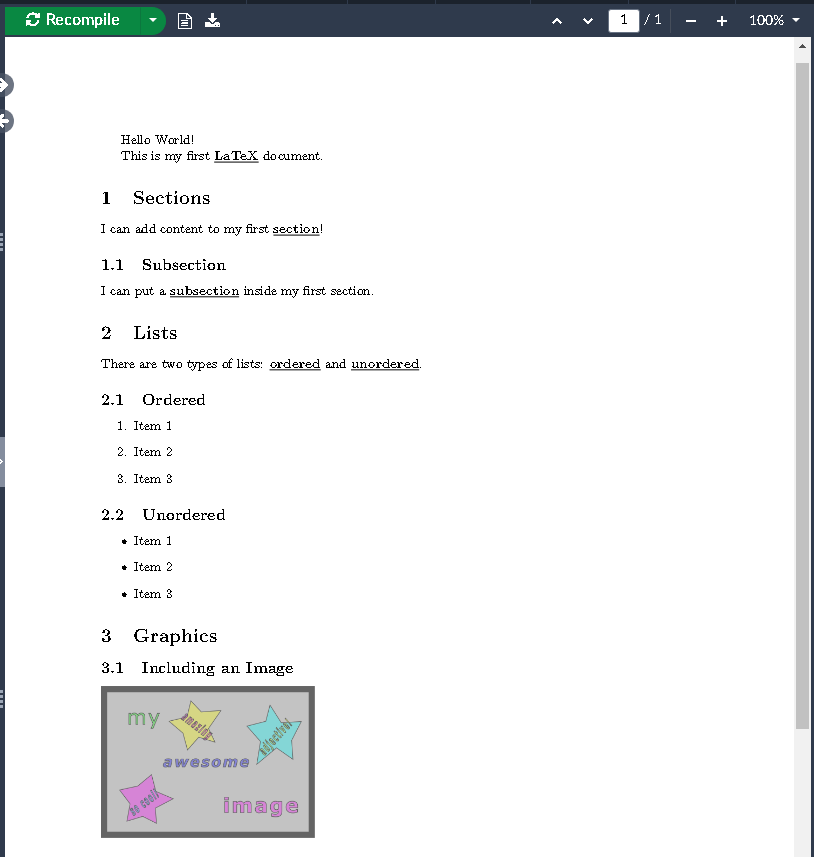 Recompile
1 / 1
100%
Hello World!
This is my first LaTeX document.
1 Sections
I can add content to my first section!
1.1 Subsection
I can put a subsection inside my first section.
2 Lists
There are two types of lists: ordered and unordered.
2.1 Ordered
1. Item 1
2. Item 2
3. Item 3
2.2 Unordered
• Item 1
• Item 2
• Item 3
3 Graphics
3.1 Including an Image
my
amazing
adjectives!
awesome
so cool!
image